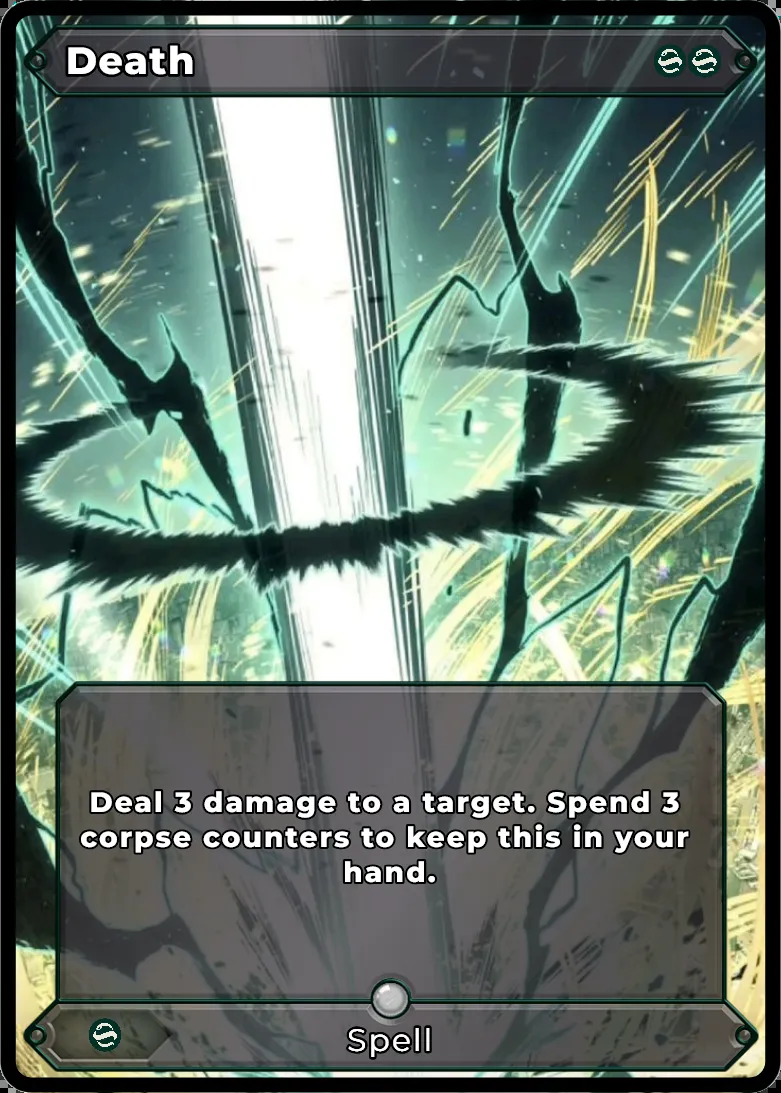 Death
Deal 3 damage to a target. Spend 3
corpse counters to keep this in your
hand.
Spell